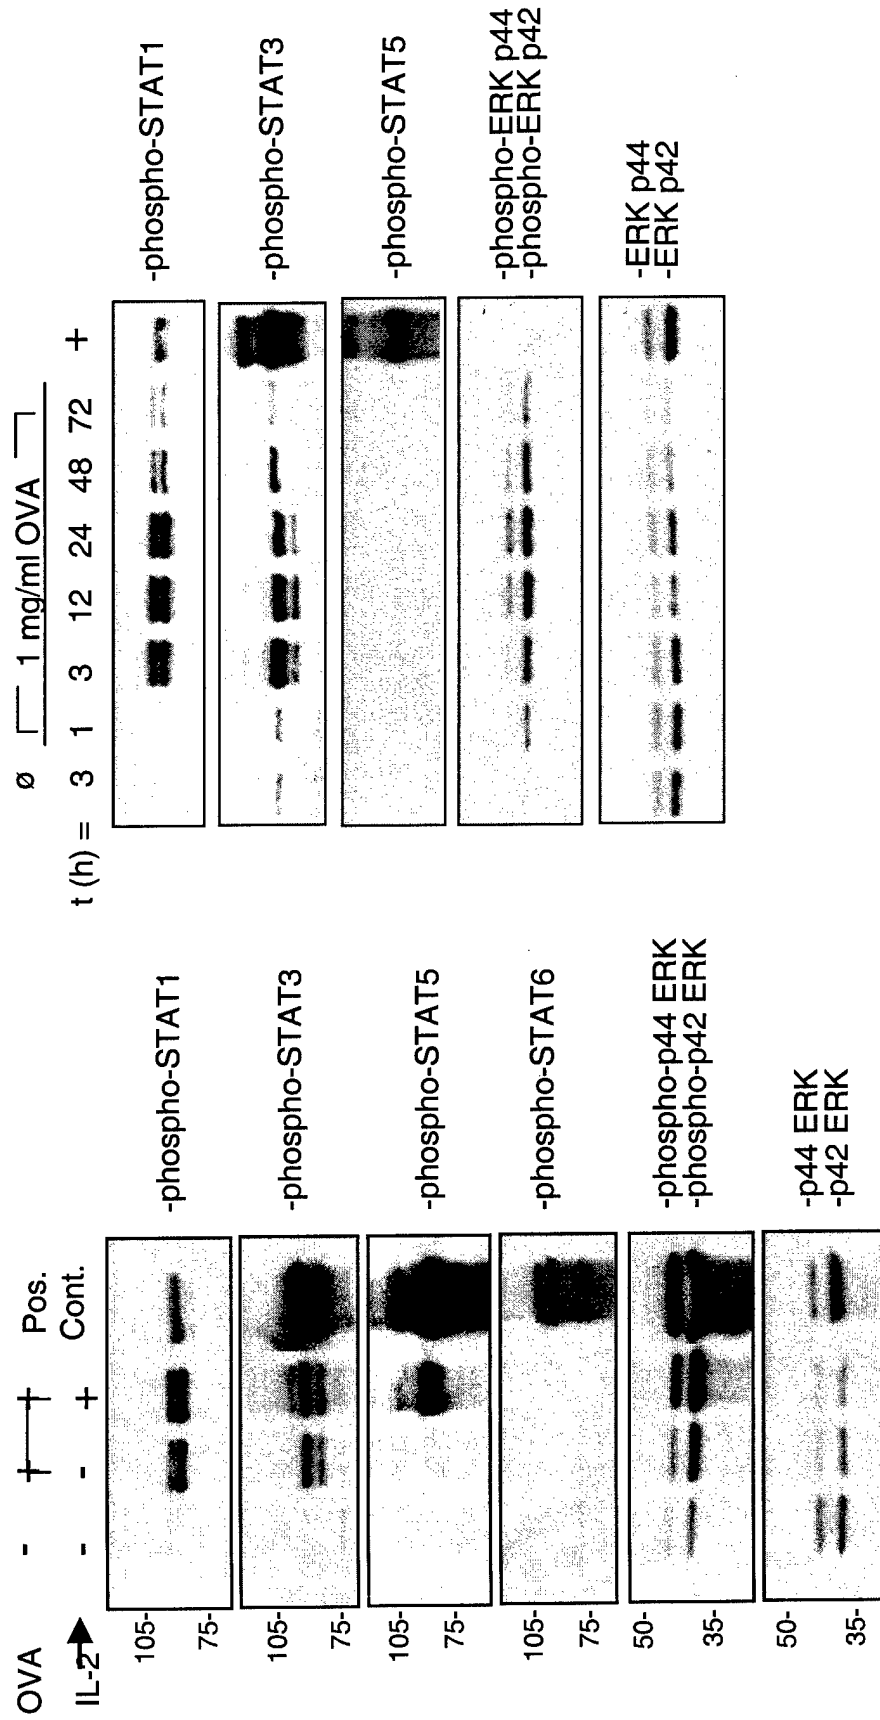 OVA - + + Pos.
IL-2 - - + Cont.
105-
75-
-phospho-STAT1
105-
75-
-phospho-STAT3
105-
75-
-phospho-STAT5
105-
75-
-phospho-STAT6
50-
35-
-phospho-p44 ERK
-phospho-p42 ERK
50-
35-
-p44 ERK
-p42 ERK
ø 1 mg/ml OVA
t (h) = 3 1 3 12 24 48 72 +
-phospho-STAT1
-phospho-STAT3
-phospho-STAT5
-phospho-ERK p44
-phospho-ERK p42
-ERK p44
-ERK p42